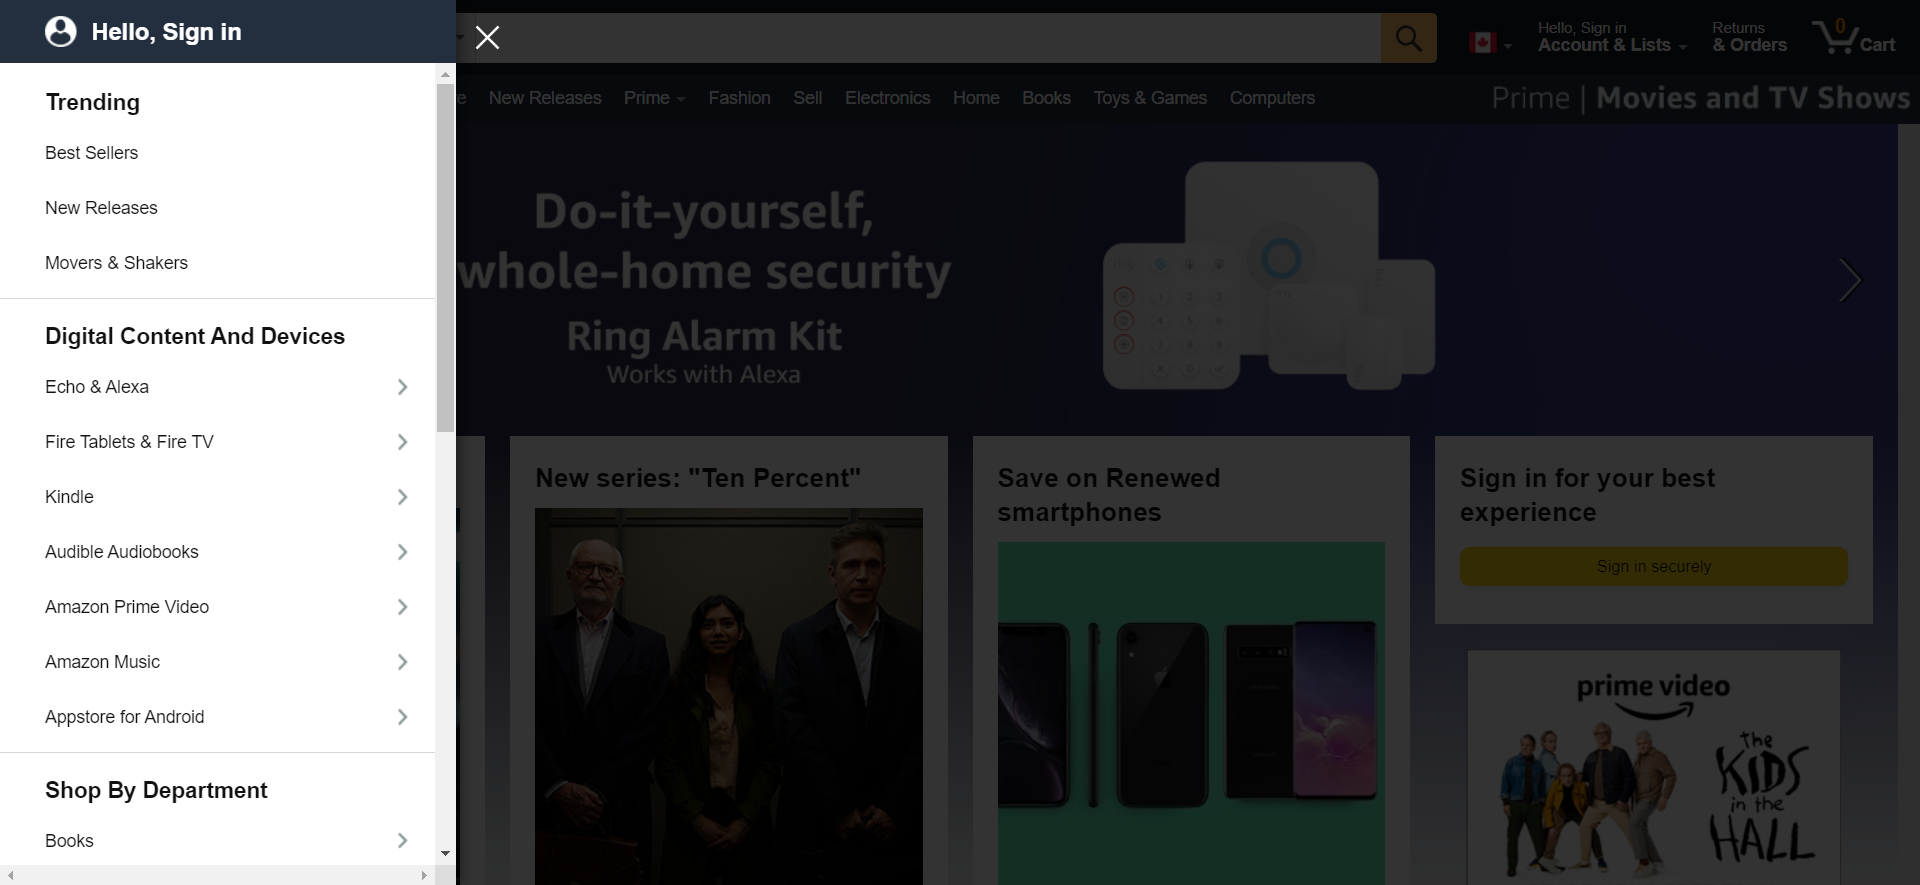 Hello, Sign in
Trending
Best Sellers
New Releases
Movers & Shakers
Digital Content And Devices
Echo & Alexa
Fire Tablets & Fire TV
Kindle
Audible Audiobooks
Amazon Prime Video
Amazon Music
Appstore for Android
Shop By Department
Books
Hello, Sign in
Account & Lists
Returns
& Orders
0
Cart
New Releases
Prime
Fashion
Sell
Electronics
Home
Books
Toys & Games
Computers
Prime | Movies and TV Shows
Do-it-yourself,
whole-home security
Ring Alarm Kit
Works with Alexa
New series: "Ten Percent"
Save on Renewed
smartphones
Sign in for your best
experience
Sign in securely
prime video
the
KIDS
in the
HALL